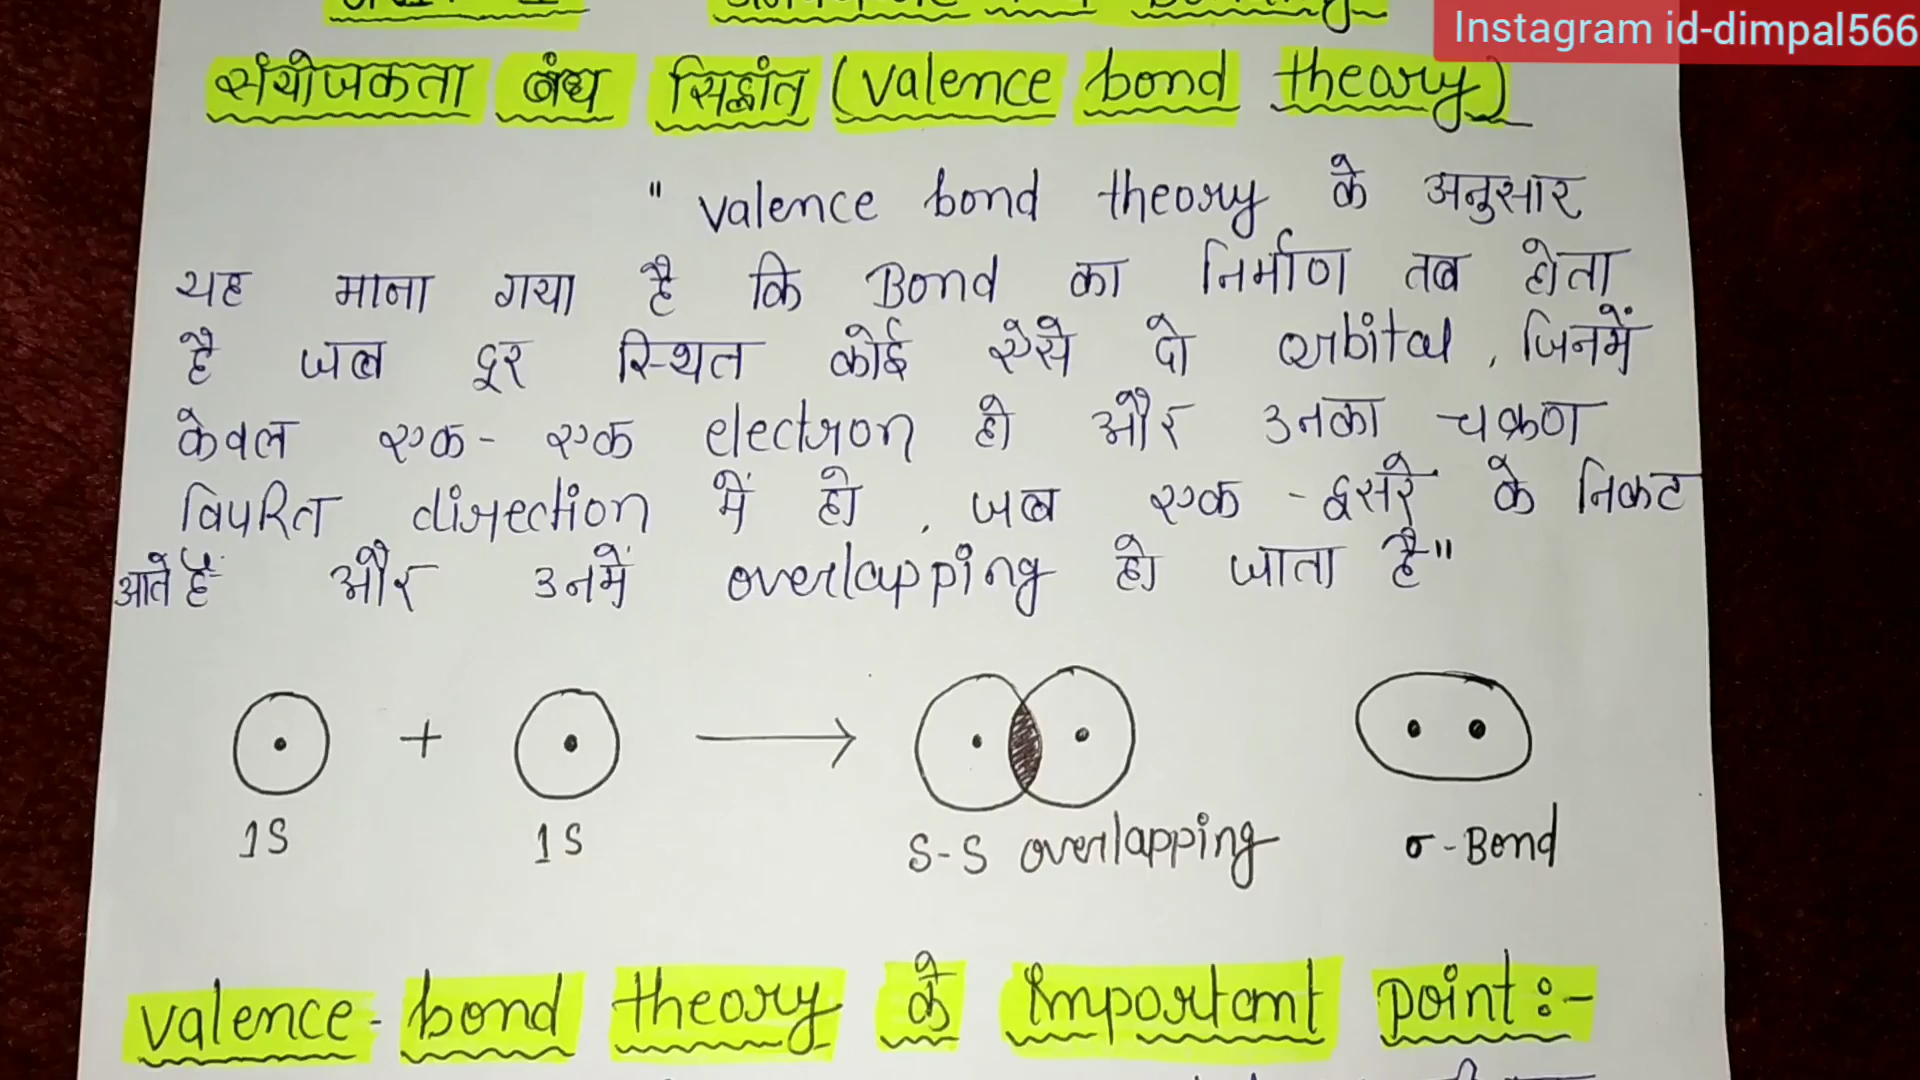 Instagram id-dimpal566
संयोजकता बंध सिद्धांत (valence bond theory)
" valence bond theory के अनुसार
यह माना गया है कि Bond का निर्माण तब होता
है जब दूर स्थित कोई ऐसे दो orbital , जिनमें
केवल एक - एक electron हो और उनका चक्रण
विपरित direction में हो , जब एक - दूसरे के निकट
आते हैं और उनमें overlapping हो जाता है"
+
1S 1S S-S overlapping σ - Bond
valence - bond theory के important point :-